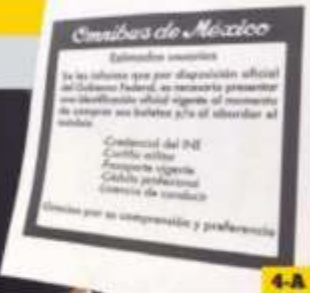 Omnibus de México
Estimados usuarios
Se les informa que por disposición oficial
del Gobierno Federal, es necesario presentar
una identificación oficial vigente al momento
de comprar sus boletos y/o al abordar el
autobús
-Credencial del INE
-Cartilla militar
-Pasaporte vigente
-Cédula profesional
-Licencia de conducir
Gracias por su comprensión y preferencia
4-A